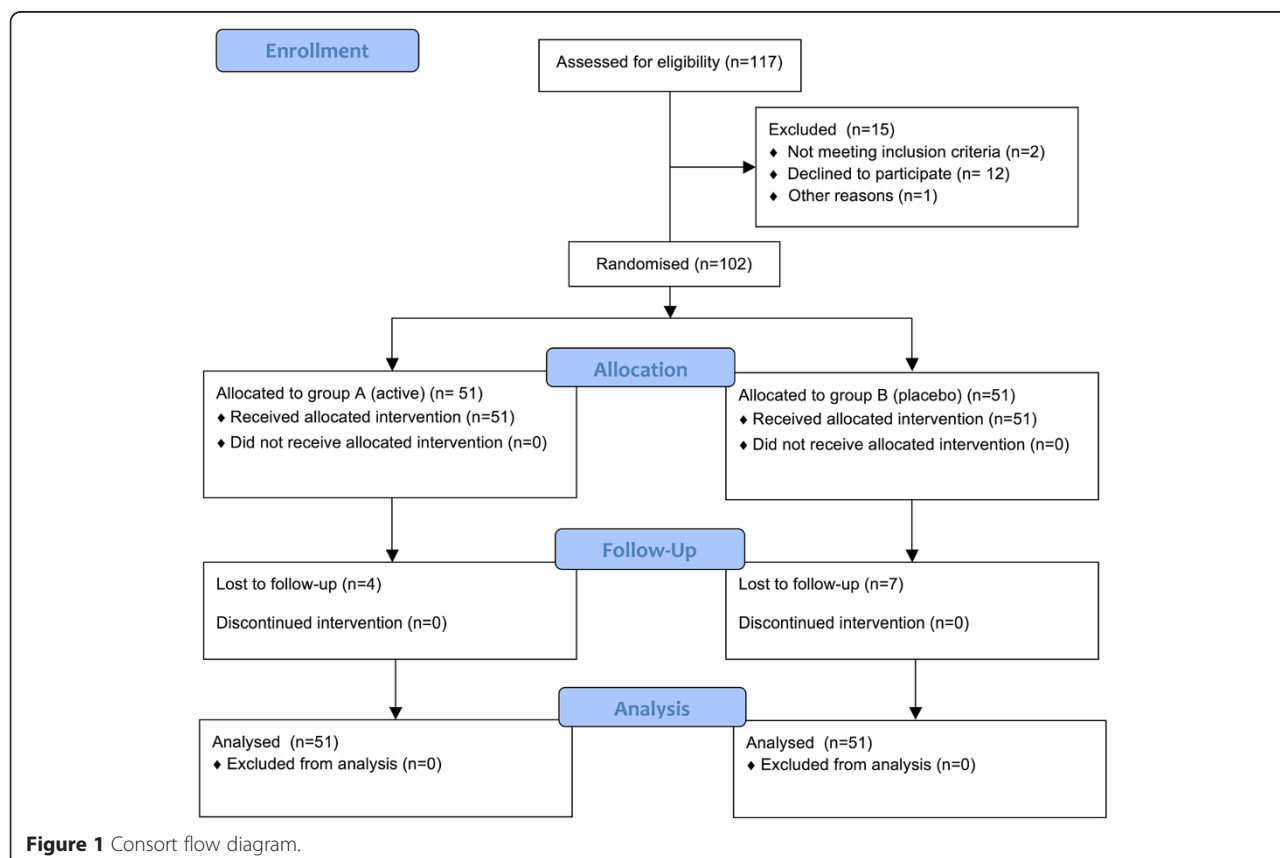 Enrollment
Assessed for eligibility (n=117)
Excluded (n=15)
♦ Not meeting inclusion criteria (n=2)
♦ Declined to participate (n= 12)
♦ Other reasons (n=1)
Randomised (n=102)
Allocation
Allocated to group A (active) (n= 51)
♦ Received allocated intervention (n=51)
♦ Did not receive allocated intervention (n=0)
Allocated to group B (placebo) (n=51)
♦ Received allocated intervention (n=51)
♦ Did not receive allocated intervention (n=0)
Follow-Up
Lost to follow-up (n=4)
Discontinued intervention (n=0)
Lost to follow-up (n=7)
Discontinued intervention (n=0)
Analysis
Analysed (n=51)
♦ Excluded from analysis (n=0)
Analysed (n=51)
♦ Excluded from analysis (n=0)
Figure 1 Consort flow diagram.